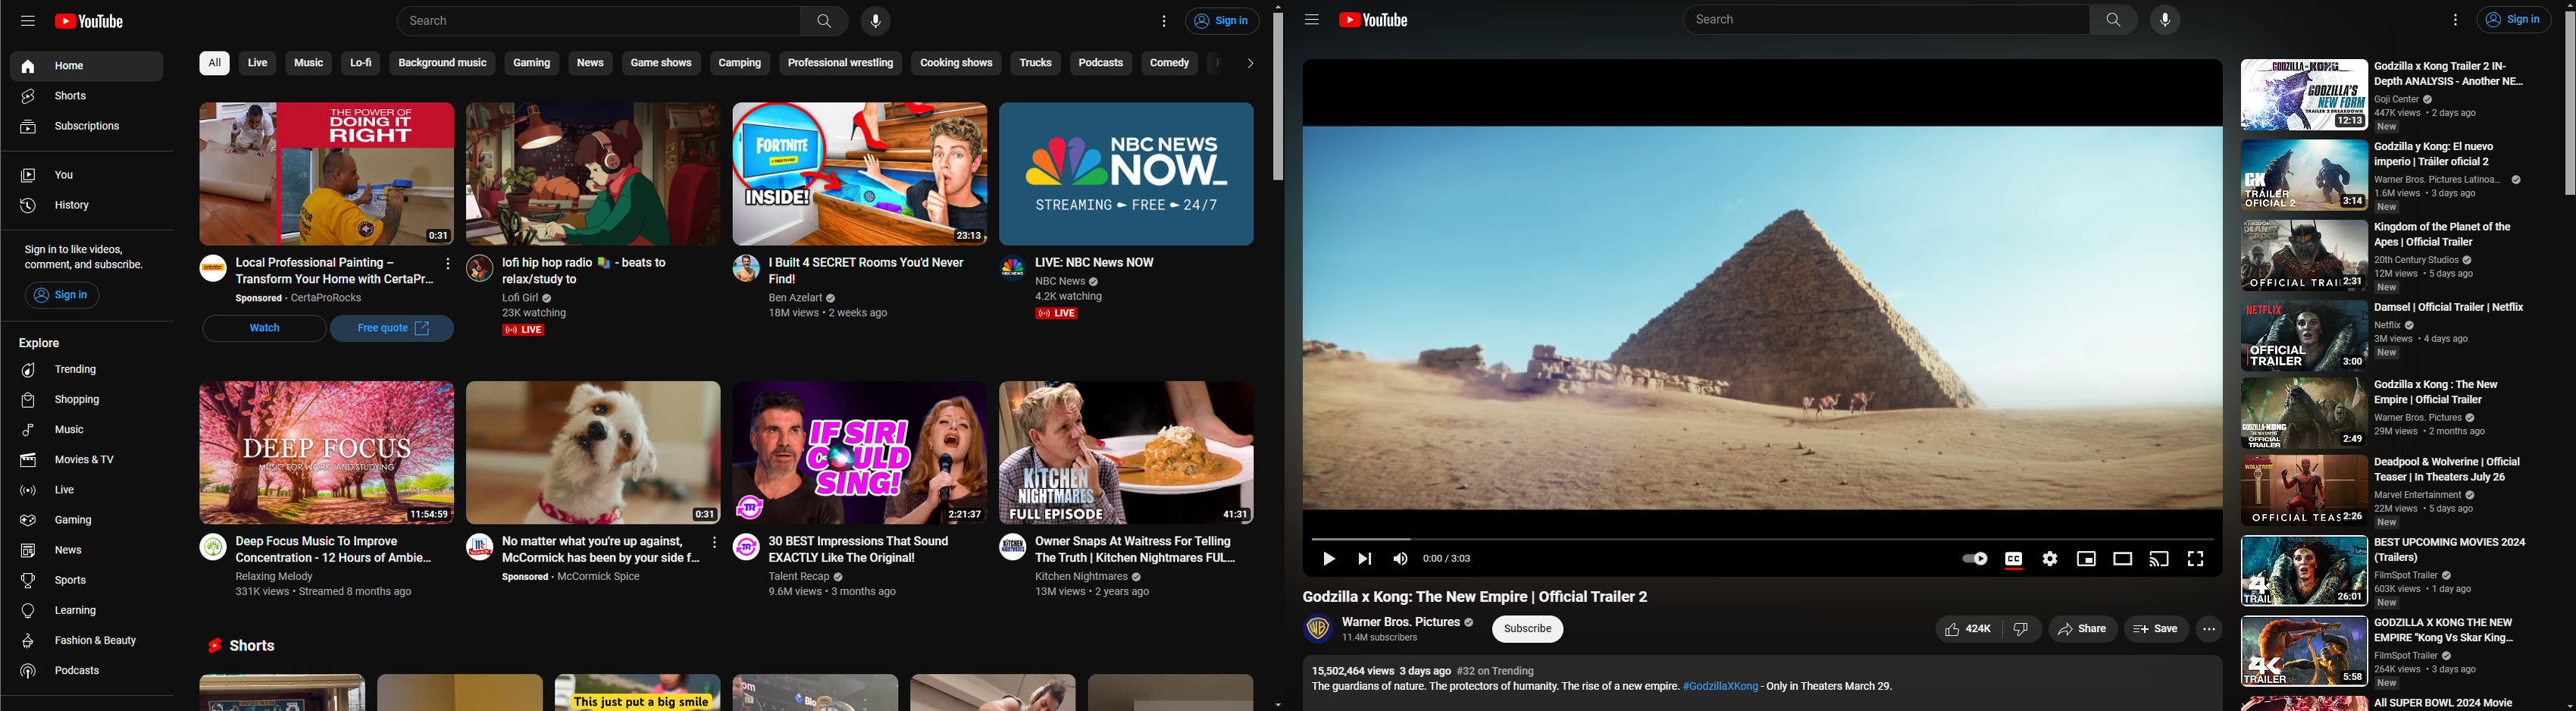 YouTube
Search
Sign in
Home
Shorts
Subscriptions
You
History
Sign in to like videos,
comment, and subscribe.
Sign in
Explore
Trending
Shopping
Music
Movies & TV
Live
Gaming
News
Sports
Learning
Fashion & Beauty
Podcasts
All
Live
Music
Lo-fi
Background music
Gaming
News
Game shows
Camping
Professional wrestling
Cooking shows
Trucks
Podcasts
Comedy
THE POWER OF
DOING IT
RIGHT
0:31
Local Professional Painting –
Transform Your Home with CertaPr...
Sponsored · CertaProRocks
Watch
Free quote
lofi hip hop radio 📚 - beats to
relax/study to
Lofi Girl
23K watching
LIVE
FORTNITE
INSIDE!
23:13
I Built 4 SECRET Rooms You'd Never
Find!
Ben Azelart
18M views • 2 weeks ago
NBC NEWS
NOW_
STREAMING FREE 24/7
LIVE: NBC News NOW
NBC News
4.2K watching
LIVE
DEEP FOCUS
MUSIC FOR WORK AND STUDYING
11:54:59
Deep Focus Music To Improve
Concentration - 12 Hours of Ambie...
Relaxing Melody
331K views • Streamed 8 months ago
0:31
No matter what you're up against,
McCormick has been by your side f...
Sponsored · McCormick Spice
IF SIRI
COULD
SING!
TR
2:21:37
30 BEST Impressions That Sound
EXACTLY Like The Original!
Talent Recap
9.6M views • 3 months ago
KITCHEN
NIGHTMARES
FULL EPISODE
41:31
Owner Snaps At Waitress For Telling
The Truth | Kitchen Nightmares FUL...
Kitchen Nightmares
13M views • 2 years ago
Shorts
This just put a big smile
YouTube
Search
Sign in
0:00 / 3:03
CC
Godzilla x Kong: The New Empire | Official Trailer 2
Warner Bros. Pictures
11.4M subscribers
Subscribe
424K
Share
Save
15,502,464 views 3 days ago #32 on Trending
The guardians of nature. The protectors of humanity. The rise of a new empire. #GodzillaXKong - Only in Theaters March 29.
GODZILLA x KONG
GODZILLA'S
NEW FORM
TRAILER 2 BREAKDOWN
12:13
Godzilla x Kong Trailer 2 IN-
Depth ANALYSIS - Another NE...
Goji Center
447K views • 2 days ago
New
GK
TRÁILER
OFICIAL 2
3:14
Godzilla y Kong: El nuevo
imperio | Tráiler oficial 2
Warner Bros. Pictures Latinoa...
1.6M views • 3 days ago
New
OFFICIAL TRAI
2:31
Kingdom of the Planet of the
Apes | Official Trailer
20th Century Studios
12M views • 5 days ago
New
NETFLIX
OFFICIAL
TRAILER
3:00
Damsel | Official Trailer | Netflix
Netflix
3M views • 4 days ago
New
OFFICIAL
TRAILER
2:49
Godzilla x Kong : The New
Empire | Official Trailer
Warner Bros. Pictures
29M views • 2 months ago
OFFICIAL TEAS
2:26
Deadpool & Wolverine | Official
Teaser | In Theaters July 26
Marvel Entertainment
22M views • 5 days ago
New
4
TRAIL
26:01
BEST UPCOMING MOVIES 2024
(Trailers)
FilmSpot Trailer
603K views • 1 day ago
New
4K
TRAILER
5:58
GODZILLA X KONG THE NEW
EMPIRE "Kong Vs Skar King...
FilmSpot Trailer
264K views • 3 days ago
New
All SUPER BOWL 2024 Movie